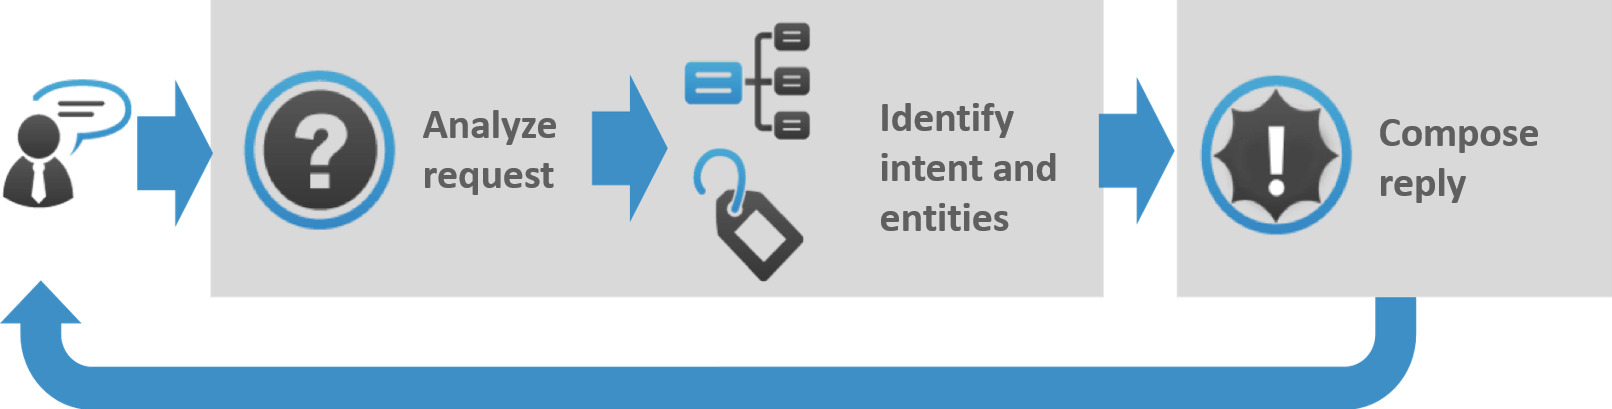 Analyze
request
Identify
intent and
entities
Compose
reply